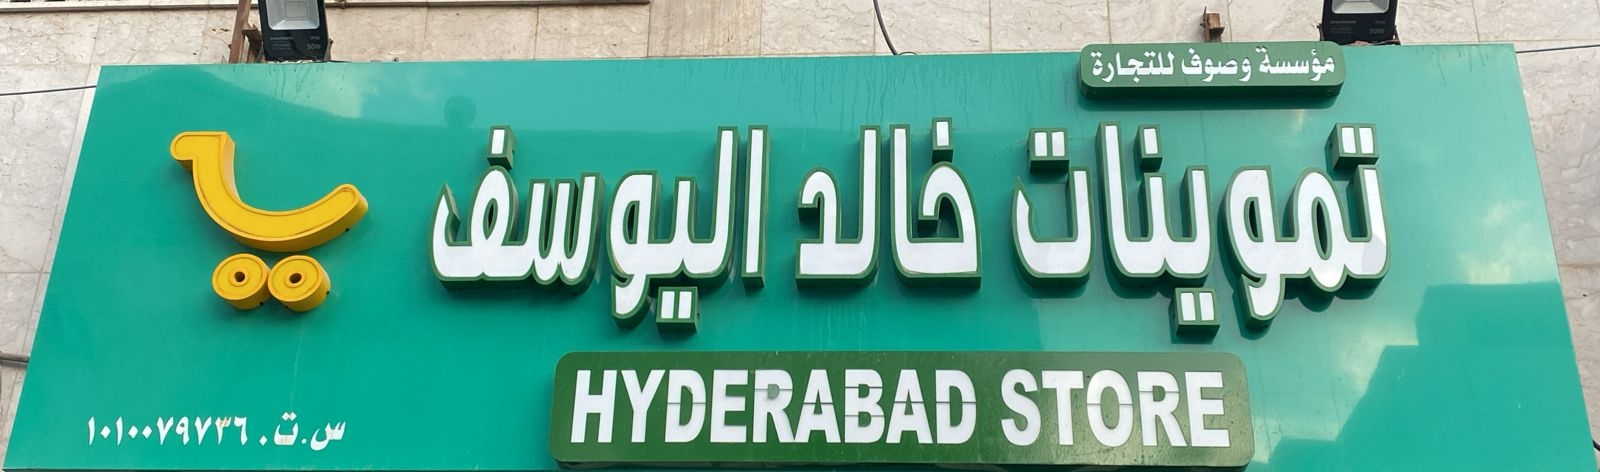 مؤسسة وصوف للتجارة
تموينات خالد اليوسف
HYDERABAD STORE
س.ت. ١٠١٠٠٧٩٧٣٦